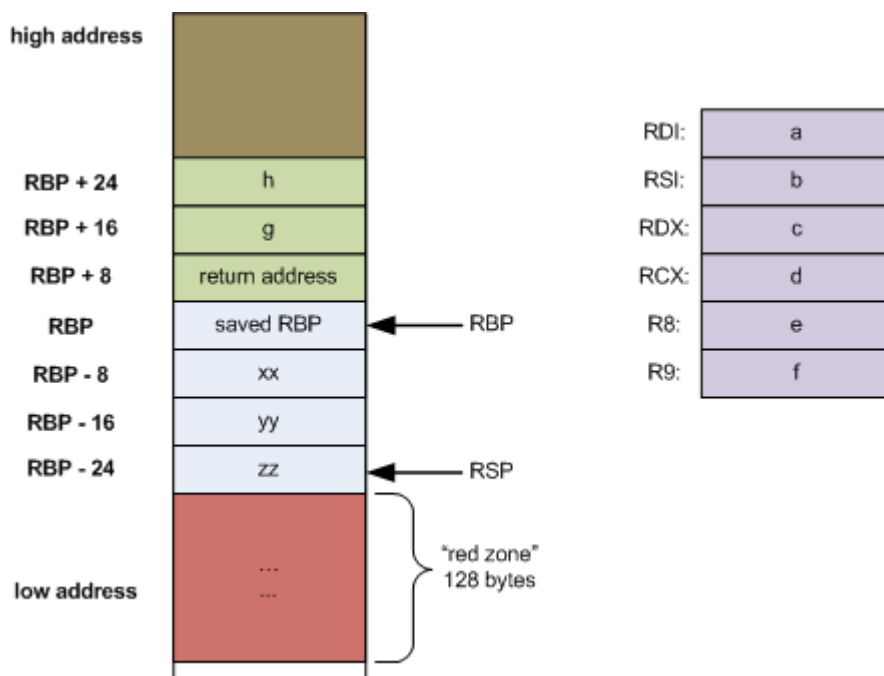 high address
RBP + 24 h
RBP + 16 g
RBP + 8 return address
RBP saved RBP RBP
RBP - 8 xx
RBP - 16 yy
RBP - 24 zz RSP
...
...
low address
"red zone"
128 bytes
RDI: a
RSI: b
RDX: c
RCX: d
R8: e
R9: f